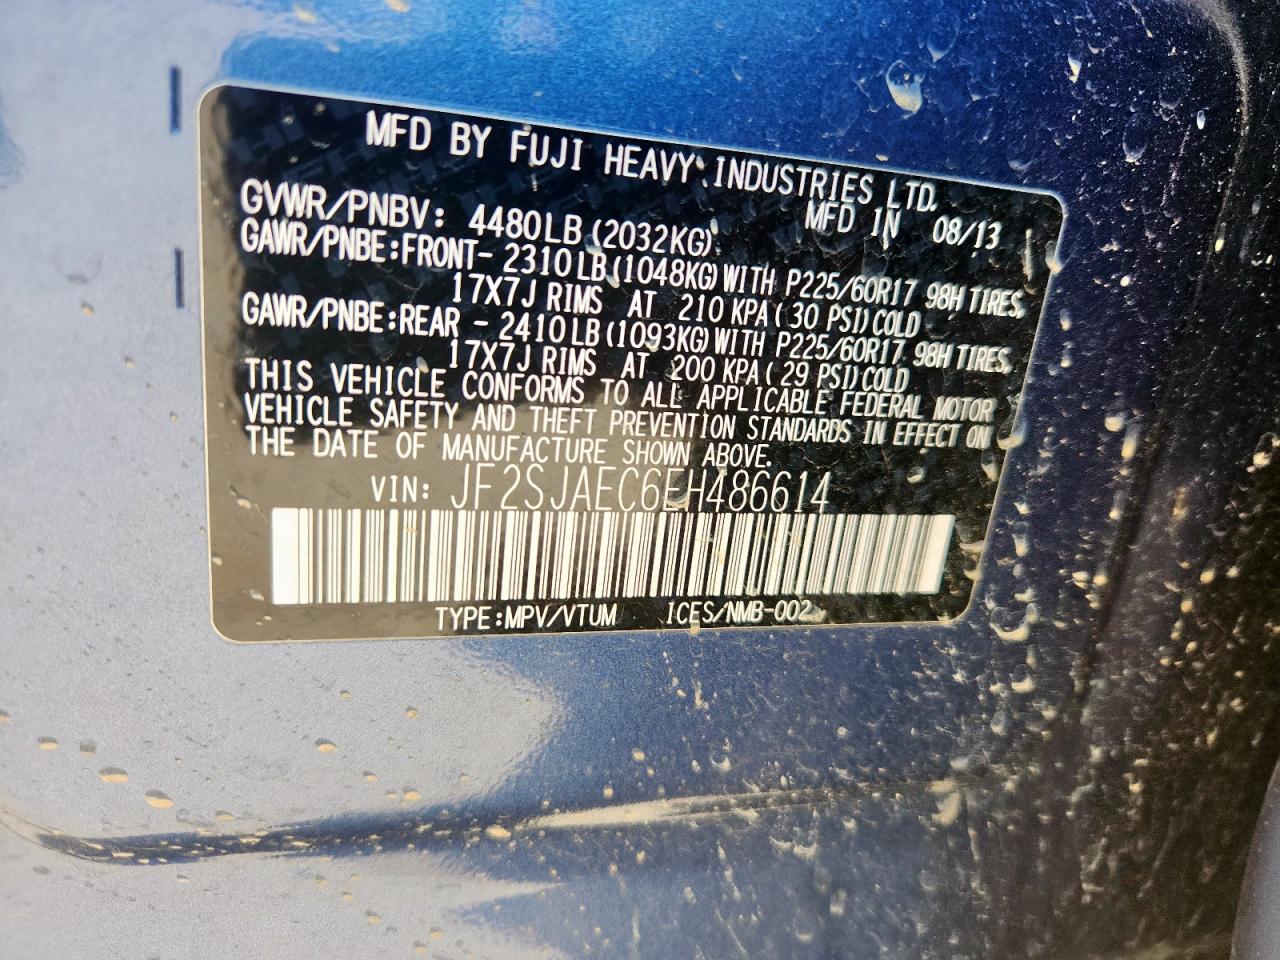 MFD BY FUJI HEAVY INDUSTRIES LTD.
MFD IN 08/13
GVWR/PNBV: 4480LB (2032KG)
GAWR/PNBE:FRONT- 2310LB(1048KG)WITH P225/60R17 98H TIRES,
17X7J RIMS AT 210 KPA(30 PSI)COLD
GAWR/PNBE:REAR - 2410LB(1093KG)WITH P225/60R17 98H TIRES,
17X7J RIMS AT 200 KPA(29 PSI)COLD
THIS VEHICLE CONFORMS TO ALL APPLICABLE FEDERAL MOTOR
VEHICLE SAFETY AND THEFT PREVENTION STANDARDS IN EFFECT ON
THE DATE OF MANUFACTURE SHOWN ABOVE.
VIN: JF2SJAEC6EH486614
TYPE:MPV/VTUM ICES/NMB-002